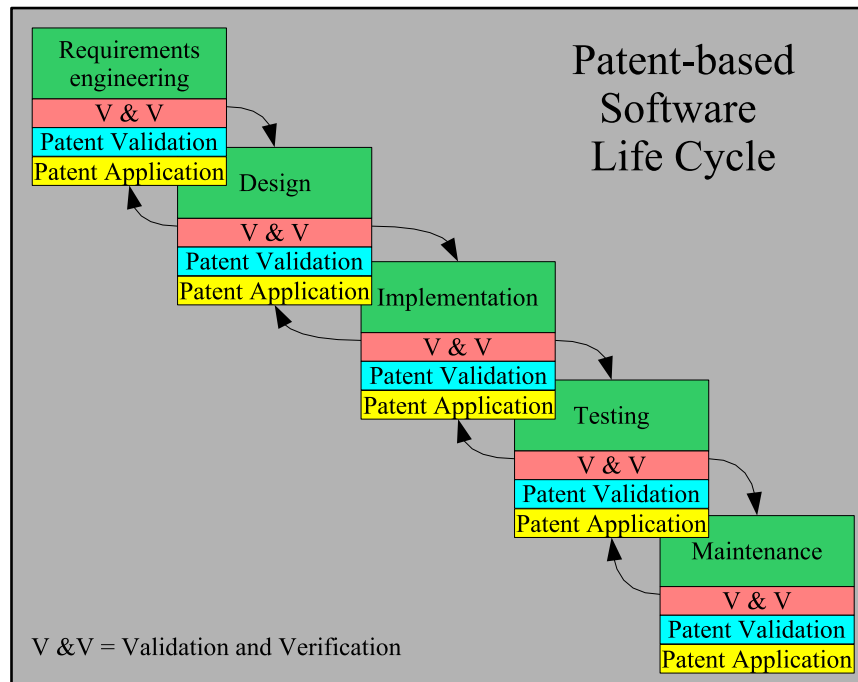 Requirements
engineering
V & V
Patent Validation
Patent Application
Patent-based
Software
Life Cycle
Design
V & V
Patent Validation
Patent Application
Implementation
V & V
Patent Validation
Patent Application
Testing
V & V
Patent Validation
Patent Application
Maintenance
V & V
Patent Validation
Patent Application
V &V = Validation and Verification